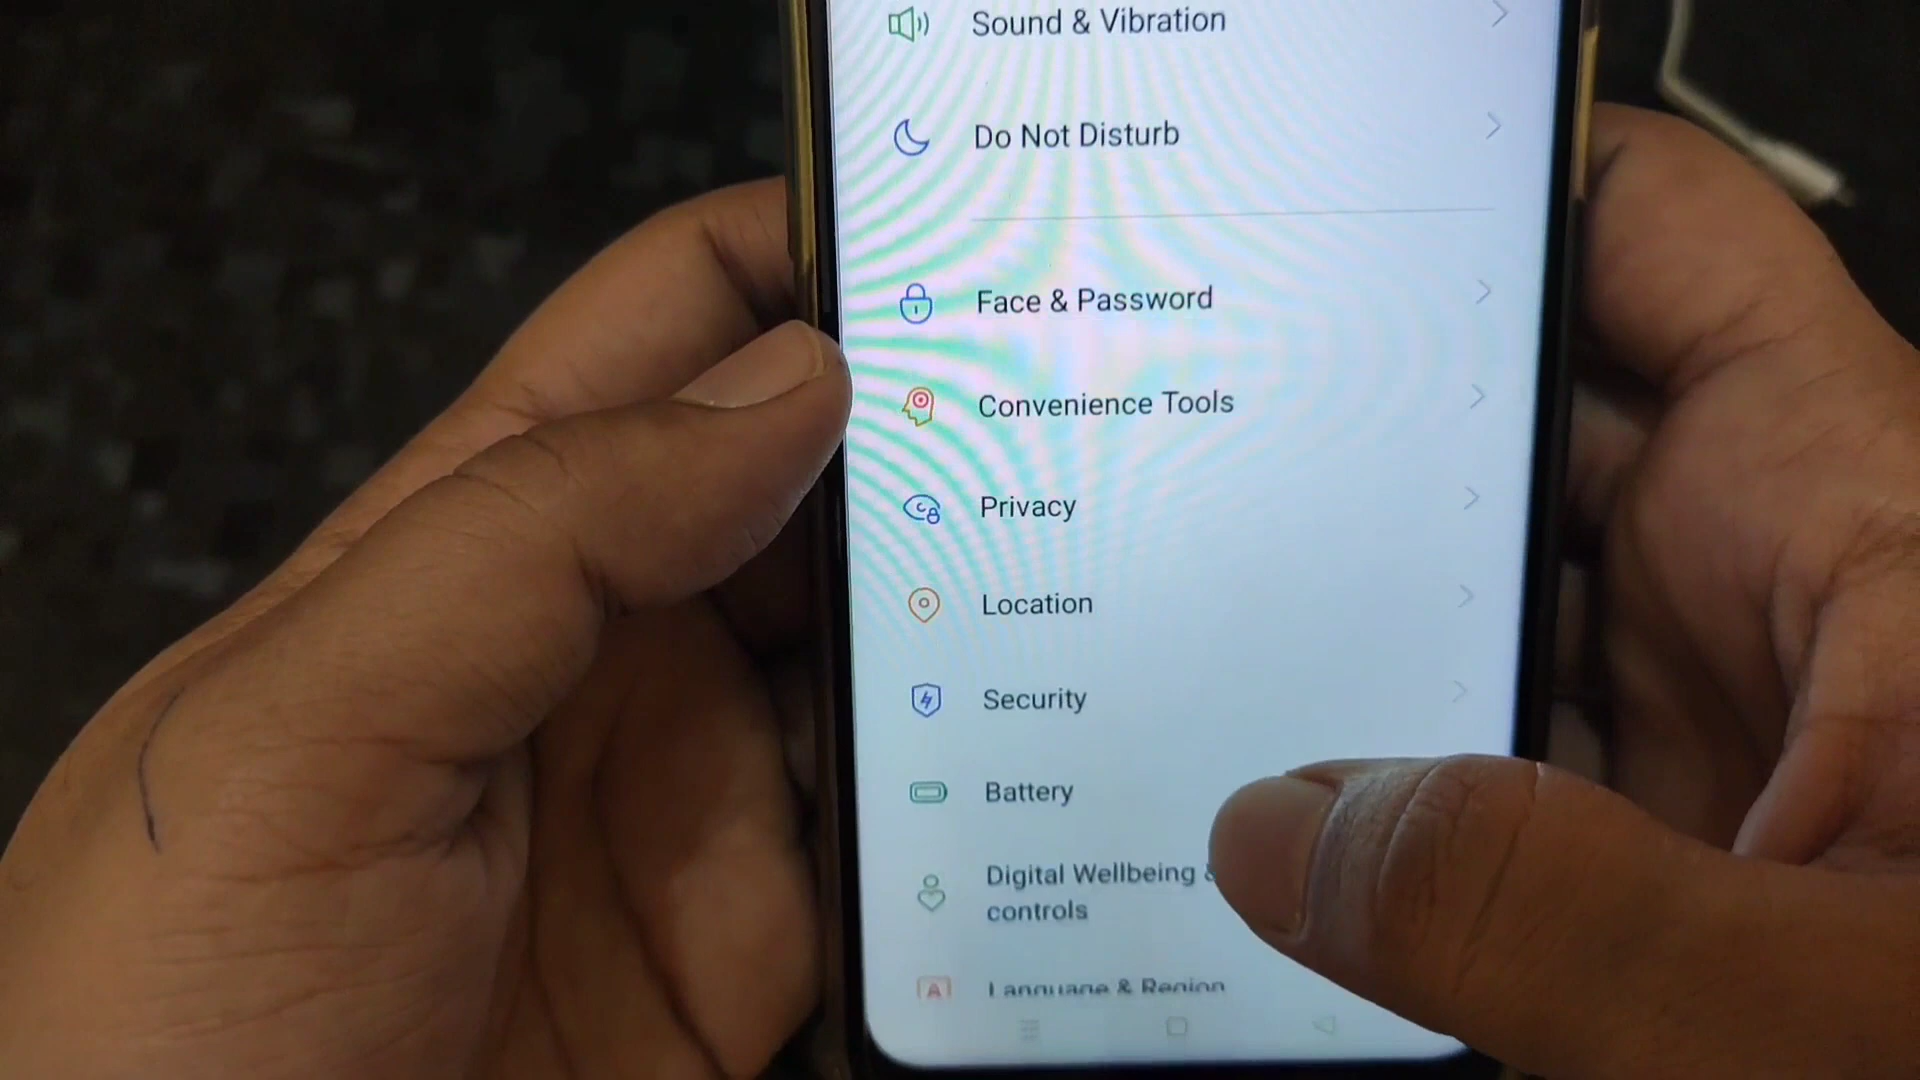 Sound & Vibration
Do Not Disturb
Face & Password
Convenience Tools
Privacy
Location
Security
Battery
Digital Wellbeing &
controls
Language & Region